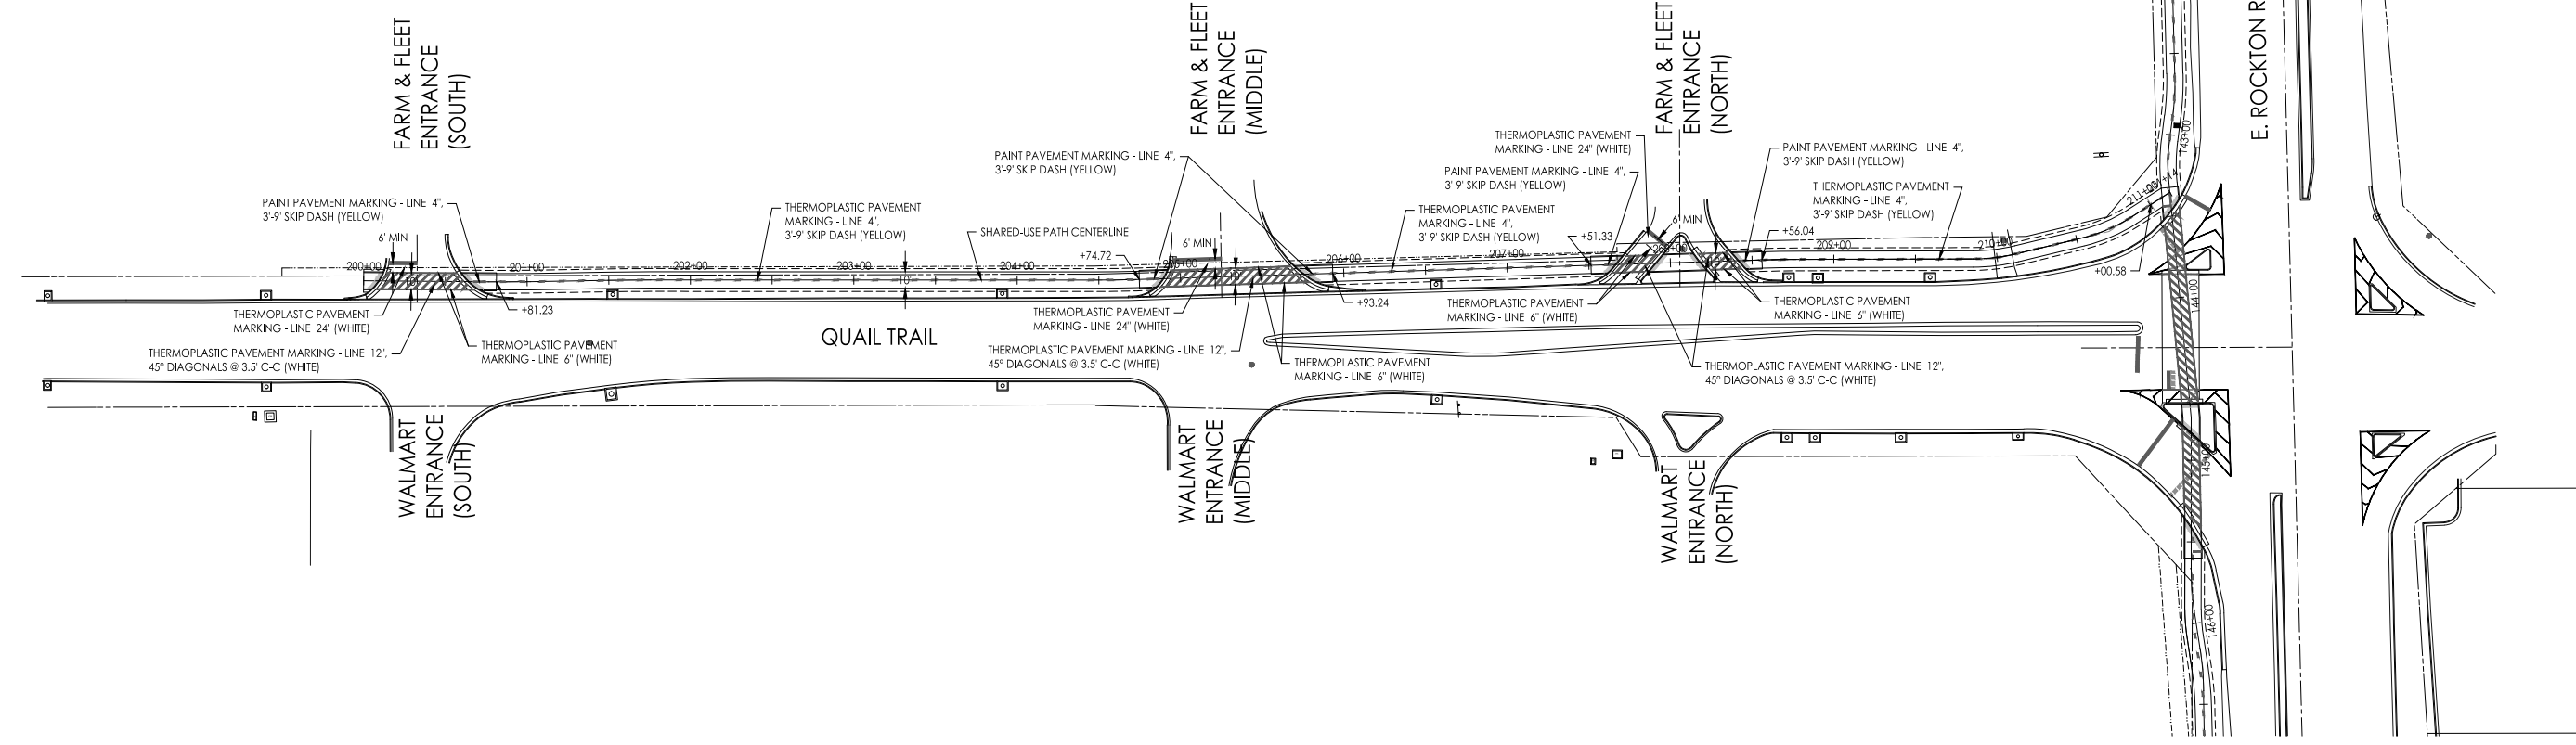 FARM & FLEET
ENTRANCE
(SOUTH)
FARM & FLEET
ENTRANCE
(MIDDLE)
FARM & FLEET
ENTRANCE
(NORTH)
E. ROCKTON R
THERMOPLASTIC PAVEMENT
MARKING - LINE 24" (WHITE)
PAINT PAVEMENT MARKING - LINE 4",
3'-9' SKIP DASH (YELLOW)
PAINT PAVEMENT MARKING - LINE 4",
3'-9' SKIP DASH (YELLOW)
PAINT PAVEMENT MARKING - LINE 4",
3'-9' SKIP DASH (YELLOW)
THERMOPLASTIC PAVEMENT
MARKING - LINE 4",
3'-9' SKIP DASH (YELLOW)
PAINT PAVEMENT MARKING - LINE 4",
3'-9' SKIP DASH (YELLOW)
THERMOPLASTIC PAVEMENT
MARKING - LINE 4",
3'-9' SKIP DASH (YELLOW)
THERMOPLASTIC PAVEMENT
MARKING - LINE 4",
3'-9' SKIP DASH (YELLOW)
SHARED-USE PATH CENTERLINE
6' MIN
6' MIN
6' MIN
+74.72
+51.33
+56.04
200+00
201+00
202+00
203+00
204+00
206+00
207+00
209+00
211+00
143+00
+81.23
+93.24
+00.58
THERMOPLASTIC PAVEMENT
MARKING - LINE 24" (WHITE)
THERMOPLASTIC PAVEMENT
MARKING - LINE 24" (WHITE)
THERMOPLASTIC PAVEMENT
MARKING - LINE 6" (WHITE)
THERMOPLASTIC PAVEMENT
MARKING - LINE 6" (WHITE)
144+00
QUAIL TRAIL
THERMOPLASTIC PAVEMENT MARKING - LINE 12",
45° DIAGONALS @ 3.5' C-C (WHITE)
THERMOPLASTIC PAVEMENT
MARKING - LINE 6" (WHITE)
THERMOPLASTIC PAVEMENT MARKING - LINE 12",
45° DIAGONALS @ 3.5' C-C (WHITE)
THERMOPLASTIC PAVEMENT
MARKING - LINE 6" (WHITE)
THERMOPLASTIC PAVEMENT MARKING - LINE 12",
45° DIAGONALS @ 3.5' C-C (WHITE)
WALMART
ENTRANCE
(SOUTH)
WALMART
ENTRANCE
(MIDDLE)
WALMART
ENTRANCE
(NORTH)
145+00
146+00